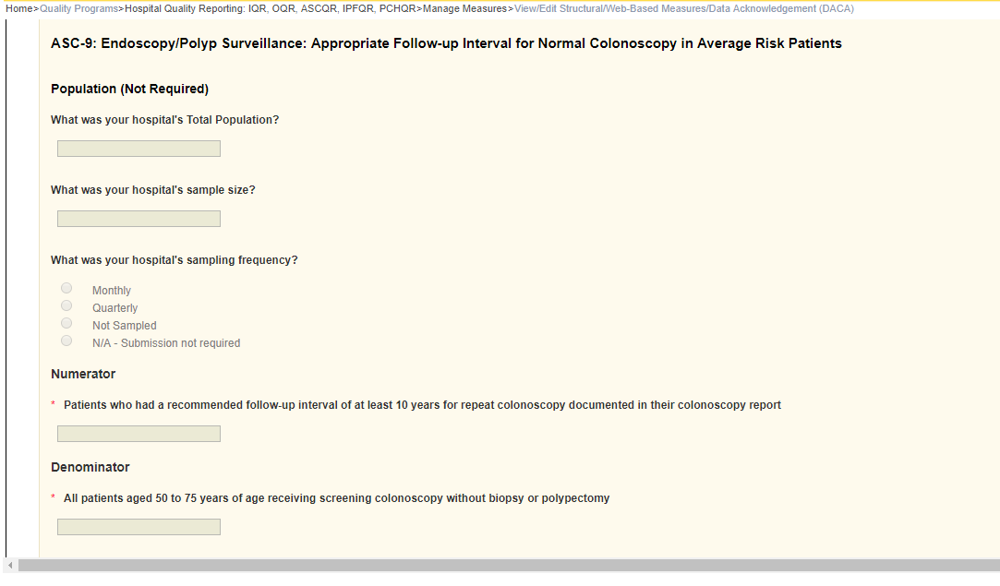 Home>Quality Programs>Hospital Quality Reporting: IQR, OQR, ASCQR, IPFQR, PCHQR>Manage Measures>View/Edit Structural/Web-Based Measures/Data Acknowledgement (DACA)
ASC-9: Endoscopy/Polyp Surveillance: Appropriate Follow-up Interval for Normal Colonoscopy in Average Risk Patients
Population (Not Required)
What was your hospital's Total Population?
What was your hospital's sample size?
What was your hospital's sampling frequency?
Monthly
Quarterly
Not Sampled
N/A - Submission not required
Numerator
* Patients who had a recommended follow-up interval of at least 10 years for repeat colonoscopy documented in their colonoscopy report
Denominator
* All patients aged 50 to 75 years of age receiving screening colonoscopy without biopsy or polypectomy